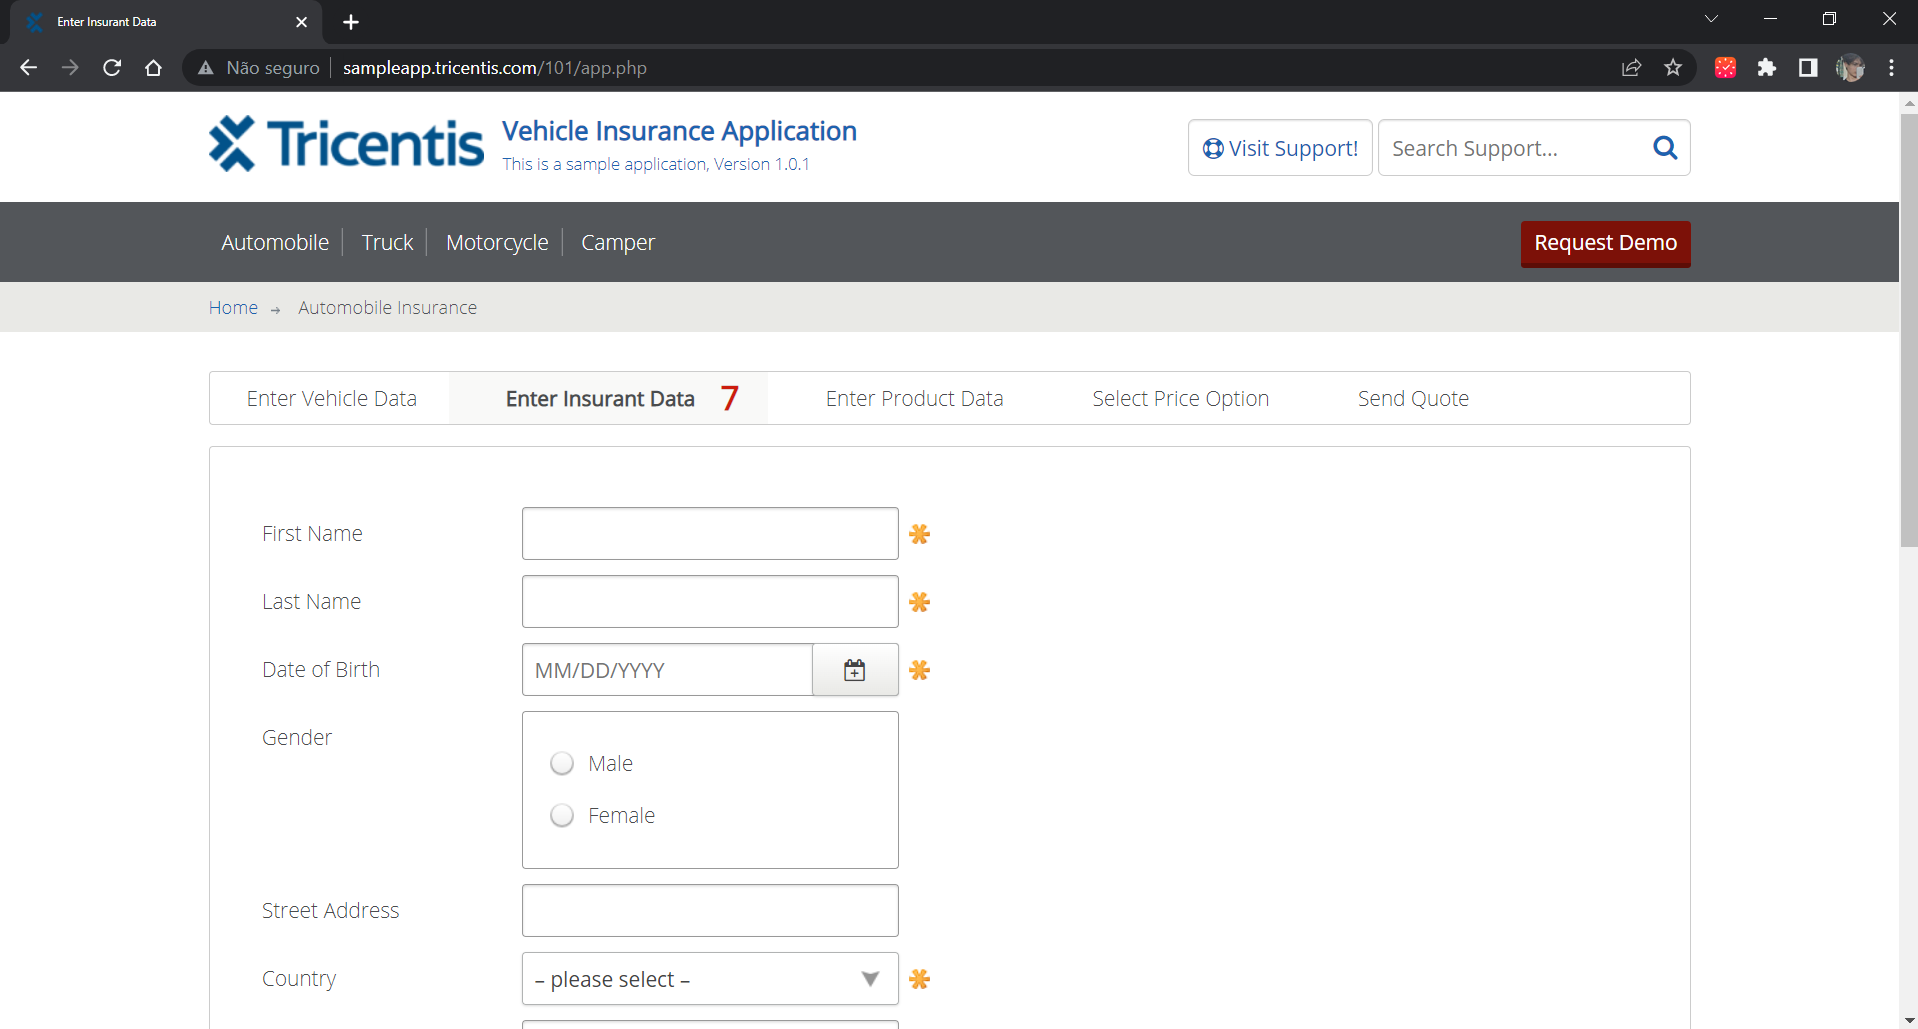 Enter Insurant Data
Não seguro
sampleapp.tricentis.com/101/app.php
Tricentis
Vehicle Insurance Application
This is a sample application, Version 1.0.1
Visit Support!
Search Support...
Automobile
Truck
Motorcycle
Camper
Request Demo
Home
Automobile Insurance
Enter Vehicle Data
Enter Insurant Data 7
Enter Product Data
Select Price Option
Send Quote
First Name
Last Name
Date of Birth
MM/DD/YYYY
Gender
Male
Female
Street Address
Country
– please select –